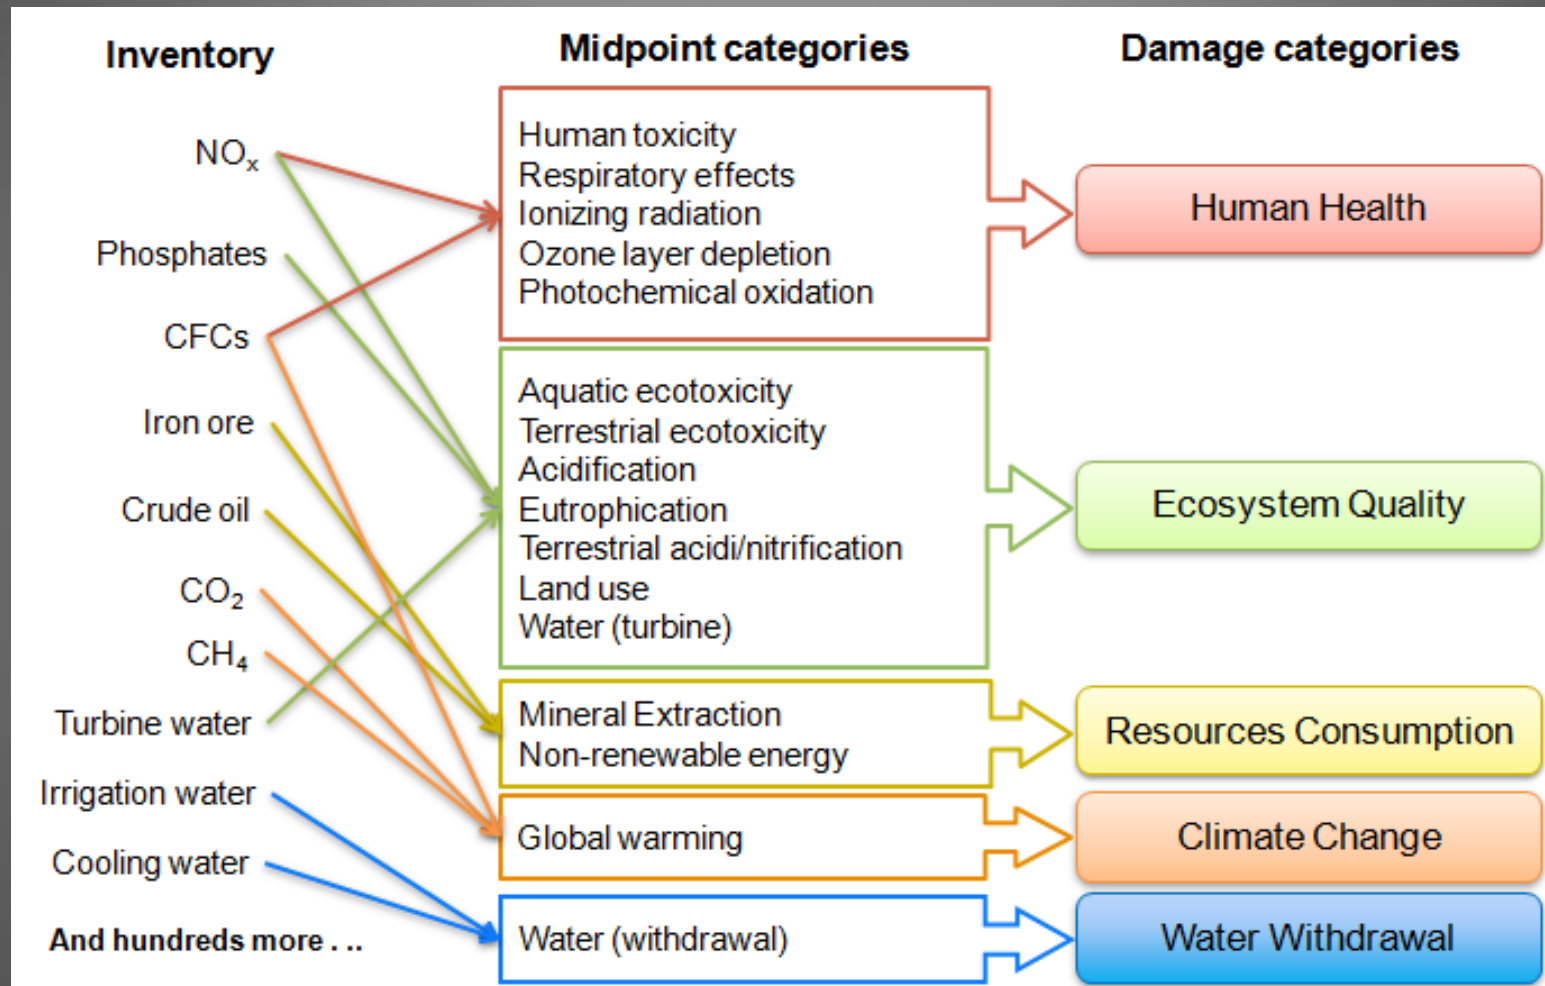 Inventory
Midpoint categories
Damage categories
NOₓ
Phosphates
CFCs
Iron ore
Crude oil
CO₂
CH₄
Turbine water
Irrigation water
Cooling water
And hundreds more . ..
Human toxicity
Respiratory effects
Ionizing radiation
Ozone layer depletion
Photochemical oxidation
Aquatic ecotoxicity
Terrestrial ecotoxicity
Acidification
Eutrophication
Terrestrial acidi/nitrification
Land use
Water (turbine)
Mineral Extraction
Non-renewable energy
Global warming
Water (withdrawal)
Human Health
Ecosystem Quality
Resources Consumption
Climate Change
Water Withdrawal